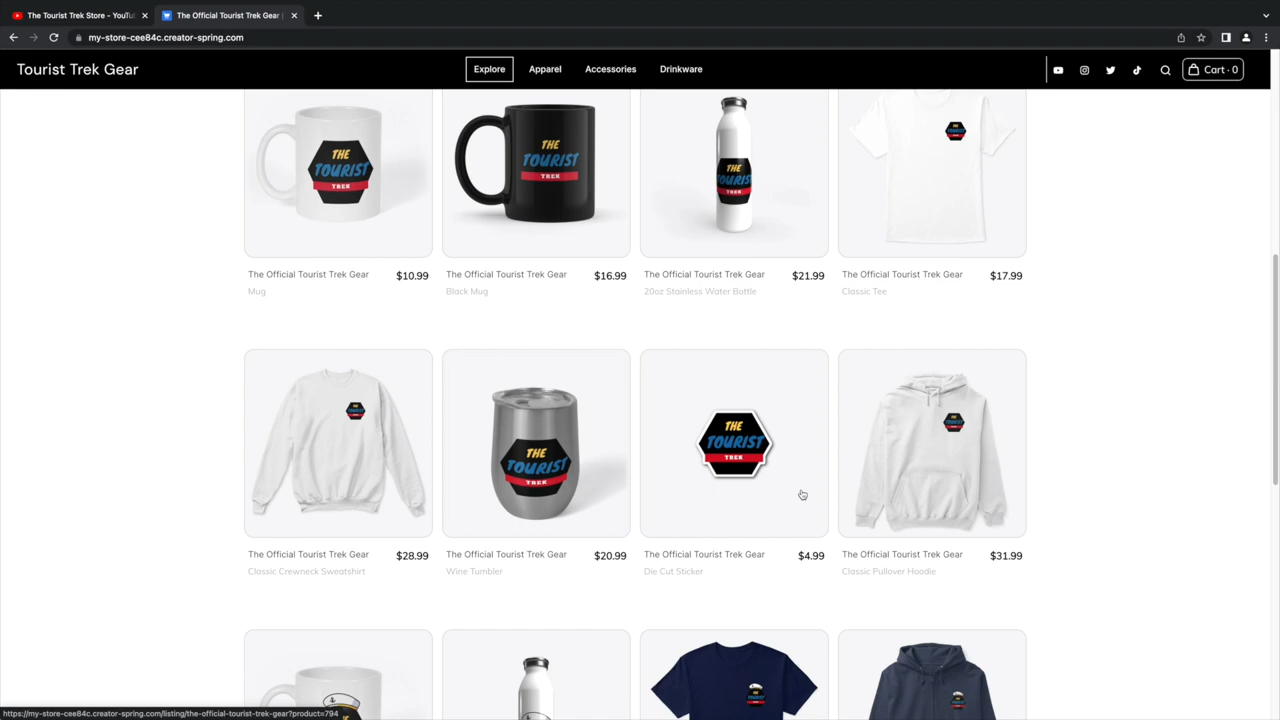 The Tourist Trek Store - YouTu
The Official Tourist Trek Gear |
my-store-cee84c.creator-spring.com
Tourist Trek Gear
Explore
Apparel
Accessories
Drinkware
Cart · 0
THE
TOURIST
TREK
THE
TOURIST
TREK
THE
TOURIST
TREK
The Official Tourist Trek Gear
$10.99
Mug
The Official Tourist Trek Gear
$16.99
Black Mug
The Official Tourist Trek Gear
$21.99
20oz Stainless Water Bottle
The Official Tourist Trek Gear
$17.99
Classic Tee
THE
TOURIST
TREK
THE
TOURIST
TREK
The Official Tourist Trek Gear
$28.99
Classic Crewneck Sweatshirt
The Official Tourist Trek Gear
$20.99
Wine Tumbler
The Official Tourist Trek Gear
$4.99
Die Cut Sticker
The Official Tourist Trek Gear
$31.99
Classic Pullover Hoodie
THE
https://my-store-cee84c.creator-spring.com/listing/the-official-tourist-trek-gear?product=794